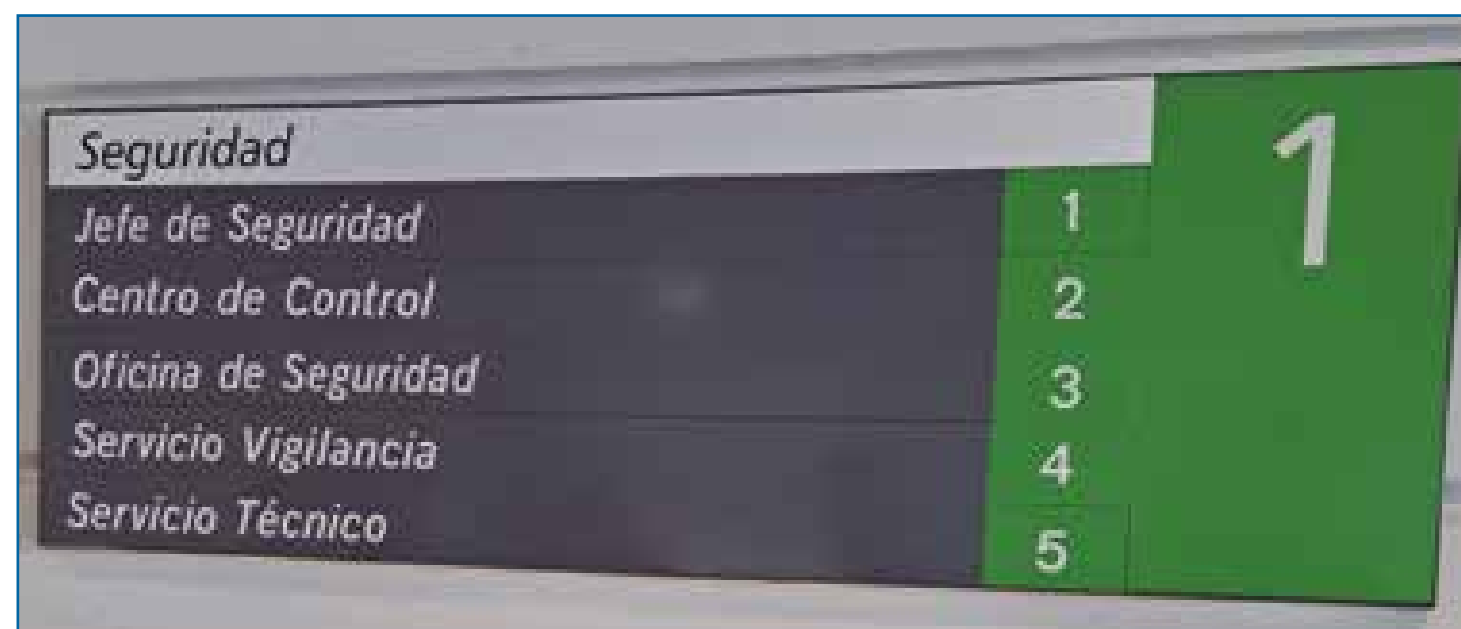 Seguridad 1
Jefe de Seguridad 1
Centro de Control 2
Oficina de Seguridad 3
Servicio Vigilancia 4
Servicio Técnico 5